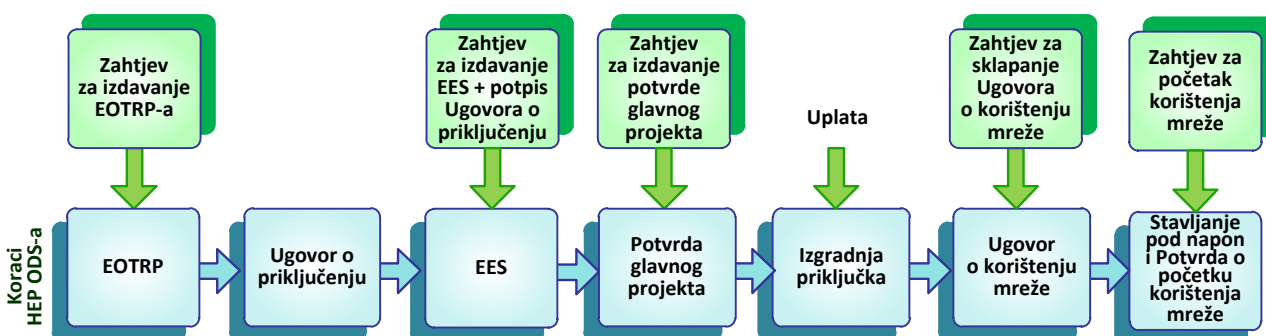 Zahtjev
za izdavanje
EOTRP-a
Zahtjev
za izdavanje
EES + potpis
Ugovora o
priključenju
Zahtjev
za izdavanje
potvrde
glavnog
projekta
Uplata
Zahtjev za
sklapanje
Ugovora
o korištenju
mreže
Zahtjev za
početak
korištenja
mreže
Koraci
HEP ODS-a
EOTRP
Ugovor o
priključenju
EES
Potvrda
glavnog
projekta
Izgradnja
priključka
Ugovor
o korištenju
mreže
Stavljanje
pod napon
i Potvrda o
početku
korištenja
mreže